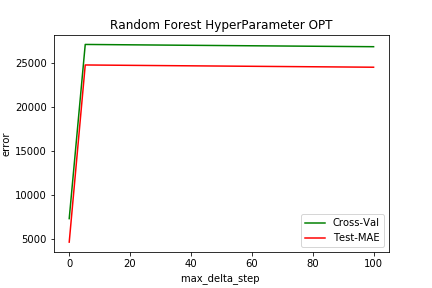 Random Forest HyperParameter OPT
error
25000
20000
15000
10000
5000
0
20
40
60
80
100
max_delta_step
Cross-Val
Test-MAE